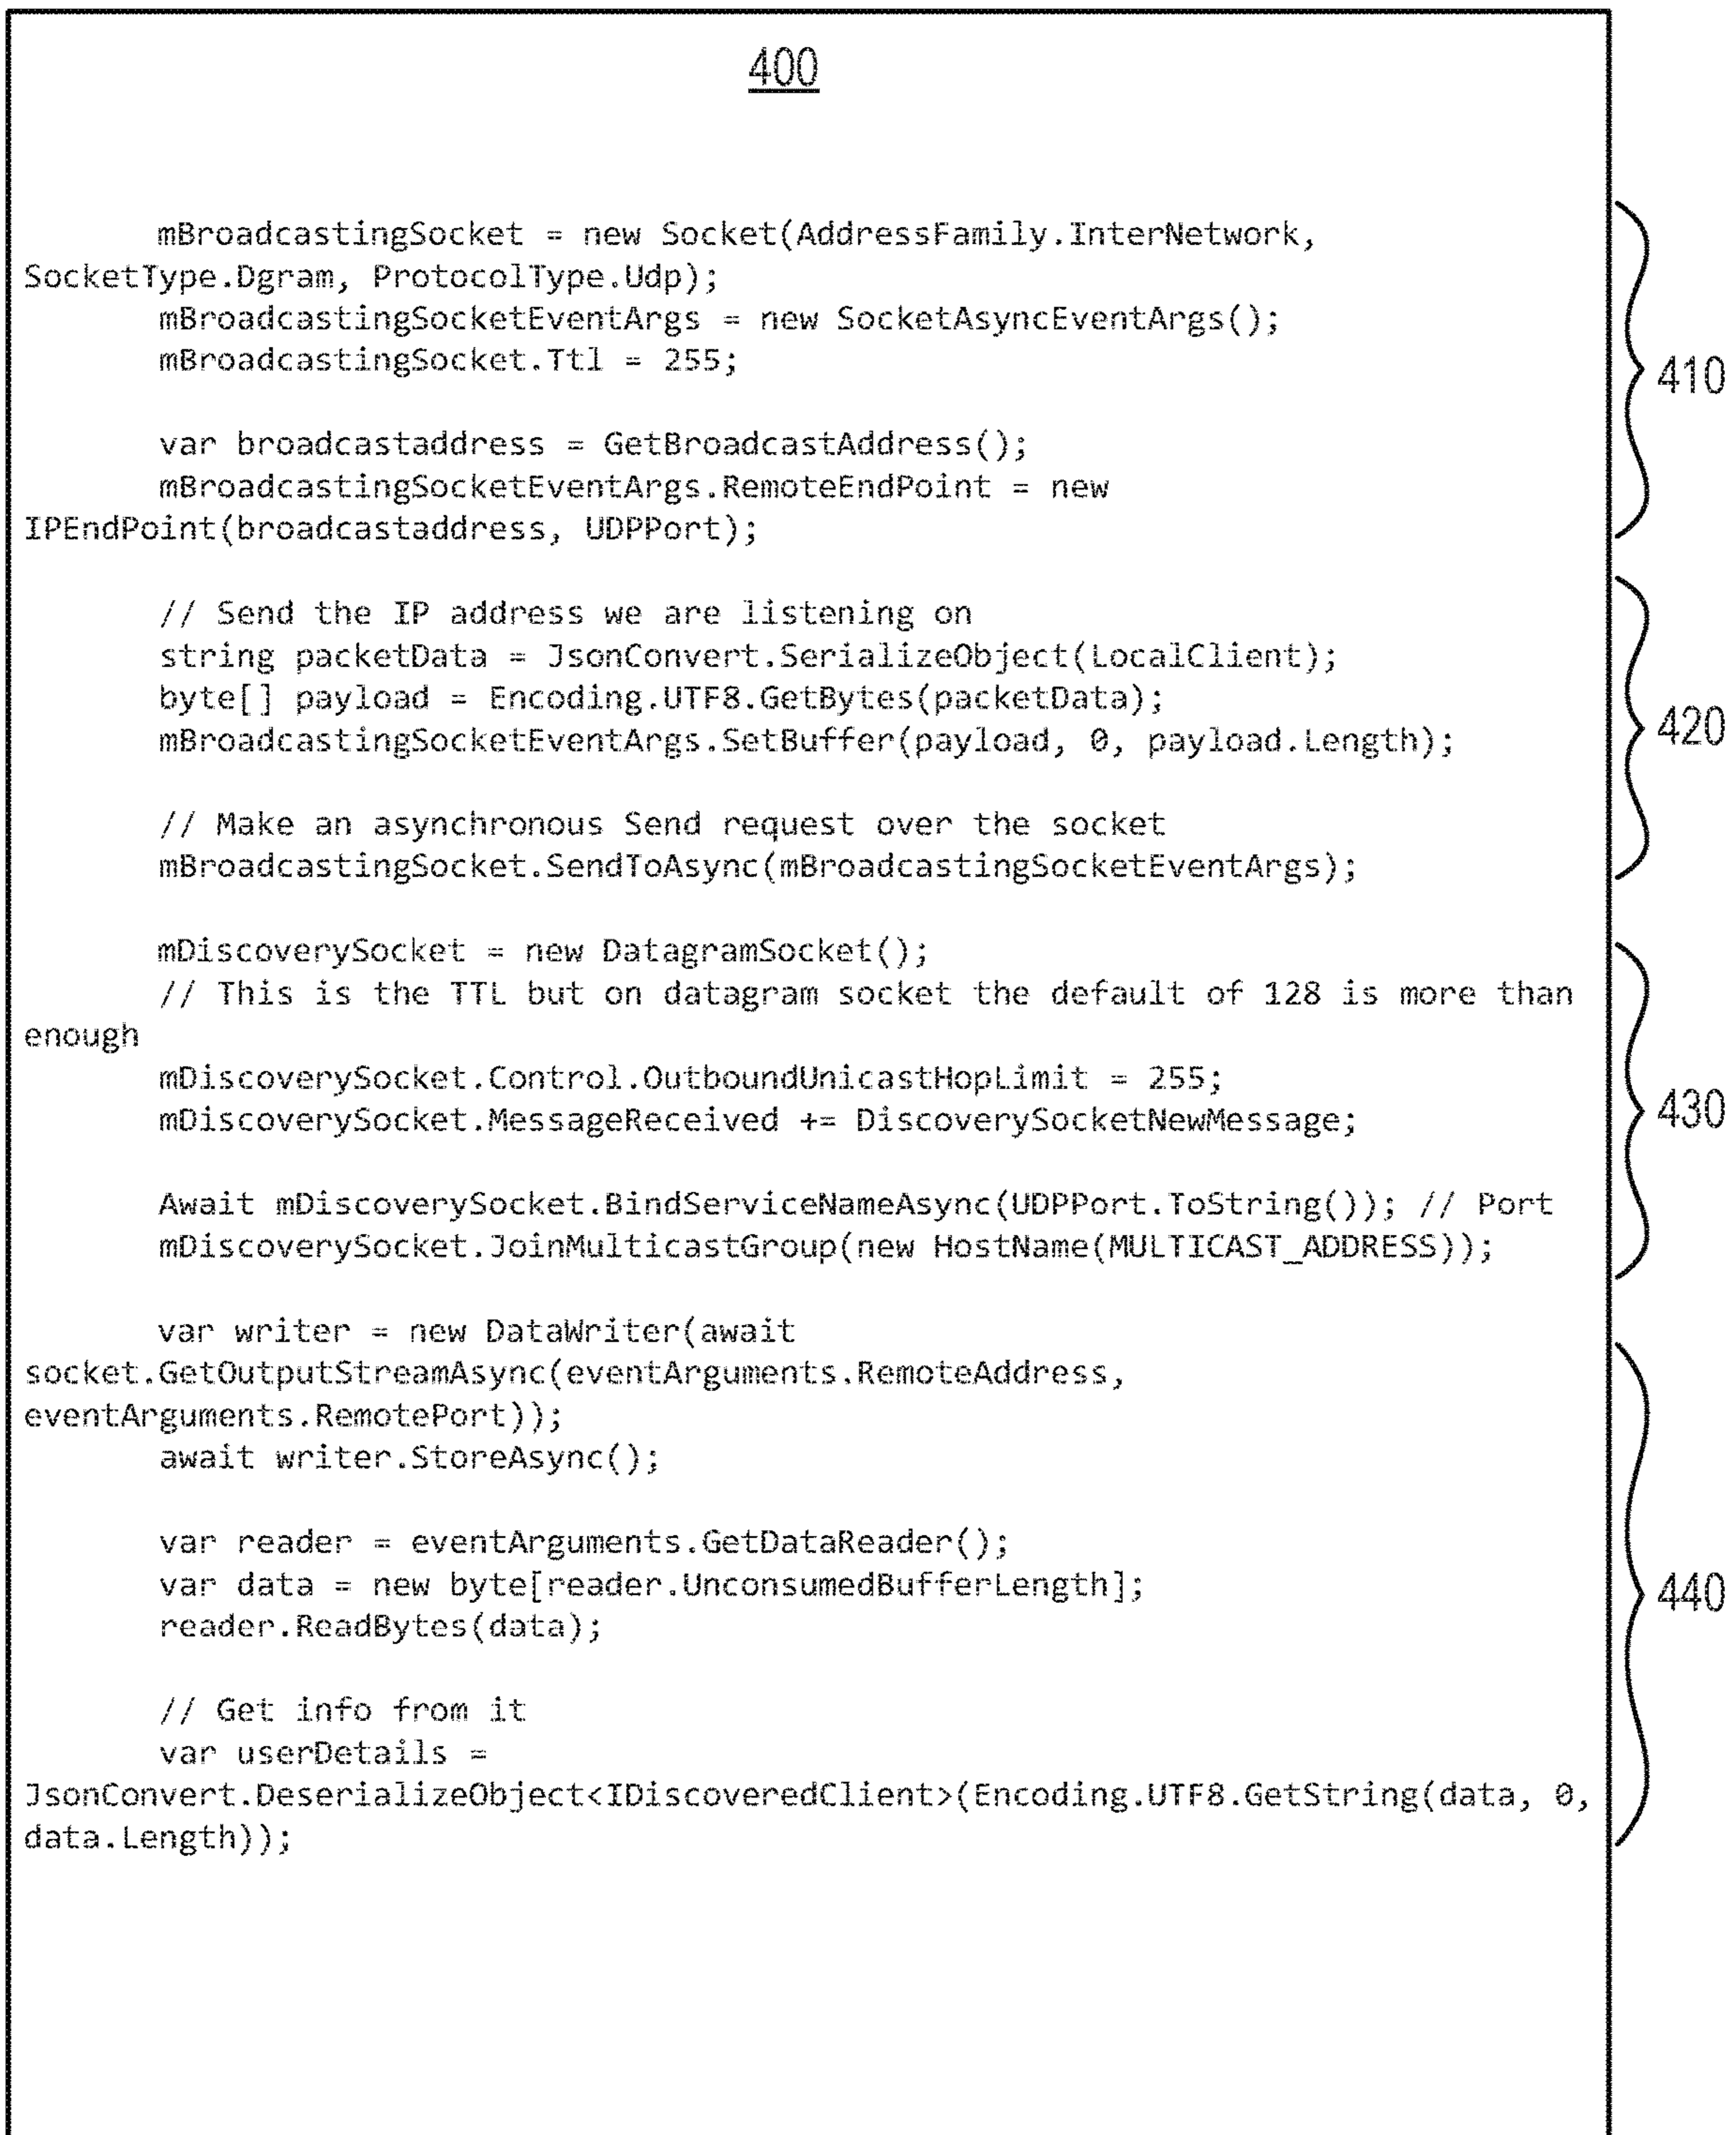 400
mBroadcastingSocket = new Socket(AddressFamily.InterNetwork,
SocketType.Dgram, ProtocolType.Udp);
mBroadcastingSocketEventArgs = new SocketAsyncEventArgs();
mBroadcastingSocket.Ttl = 255;
410
var broadcastaddress = GetBroadcastAddress();
mBroadcastingSocketEventArgs.RemoteEndPoint = new
IPEndPoint(broadcastaddress, UDPPort);
// Send the IP address we are listening on
string packetData = JsonConvert.SerializeObject(LocalClient);
byte[] payload = Encoding.UTF8.GetBytes(packetData);
420
mBroadcastingSocketEventArgs.SetBuffer(payload, 0, payload.Length);
// Make an asynchronous Send request over the socket
mBroadcastingSocket.SendToAsync(mBroadcastingSocketEventArgs);
mDiscoverySocket = new DatagramSocket();
// This is the TTL but on datagram socket the default of 128 is more than
enough
mDiscoverySocket.Control.OutboundUnicastHopLimit = 255;
430
mDiscoverySocket.MessageReceived += DiscoverySocketNewMessage;
Await mDiscoverySocket.BindServiceNameAsync(UDPPort.ToString()); // Port
mDiscoverySocket.JoinMulticastGroup(new HostName(MULTICAST_ADDRESS));
var writer = new DataWriter(await
socket.GetOutputStreamAsync(eventArguments.RemoteAddress,
eventArguments.RemotePort));
await writer.StoreAsync();
var reader = eventArguments.GetDataReader();
var data = new byte[reader.UnconsumedBufferLength];
440
reader.ReadBytes(data);
// Get info from it
var userDetails =
JsonConvert.DeserializeObject<IDiscoveredClient>(Encoding.UTF8.GetString(data, 0,
data.Length));